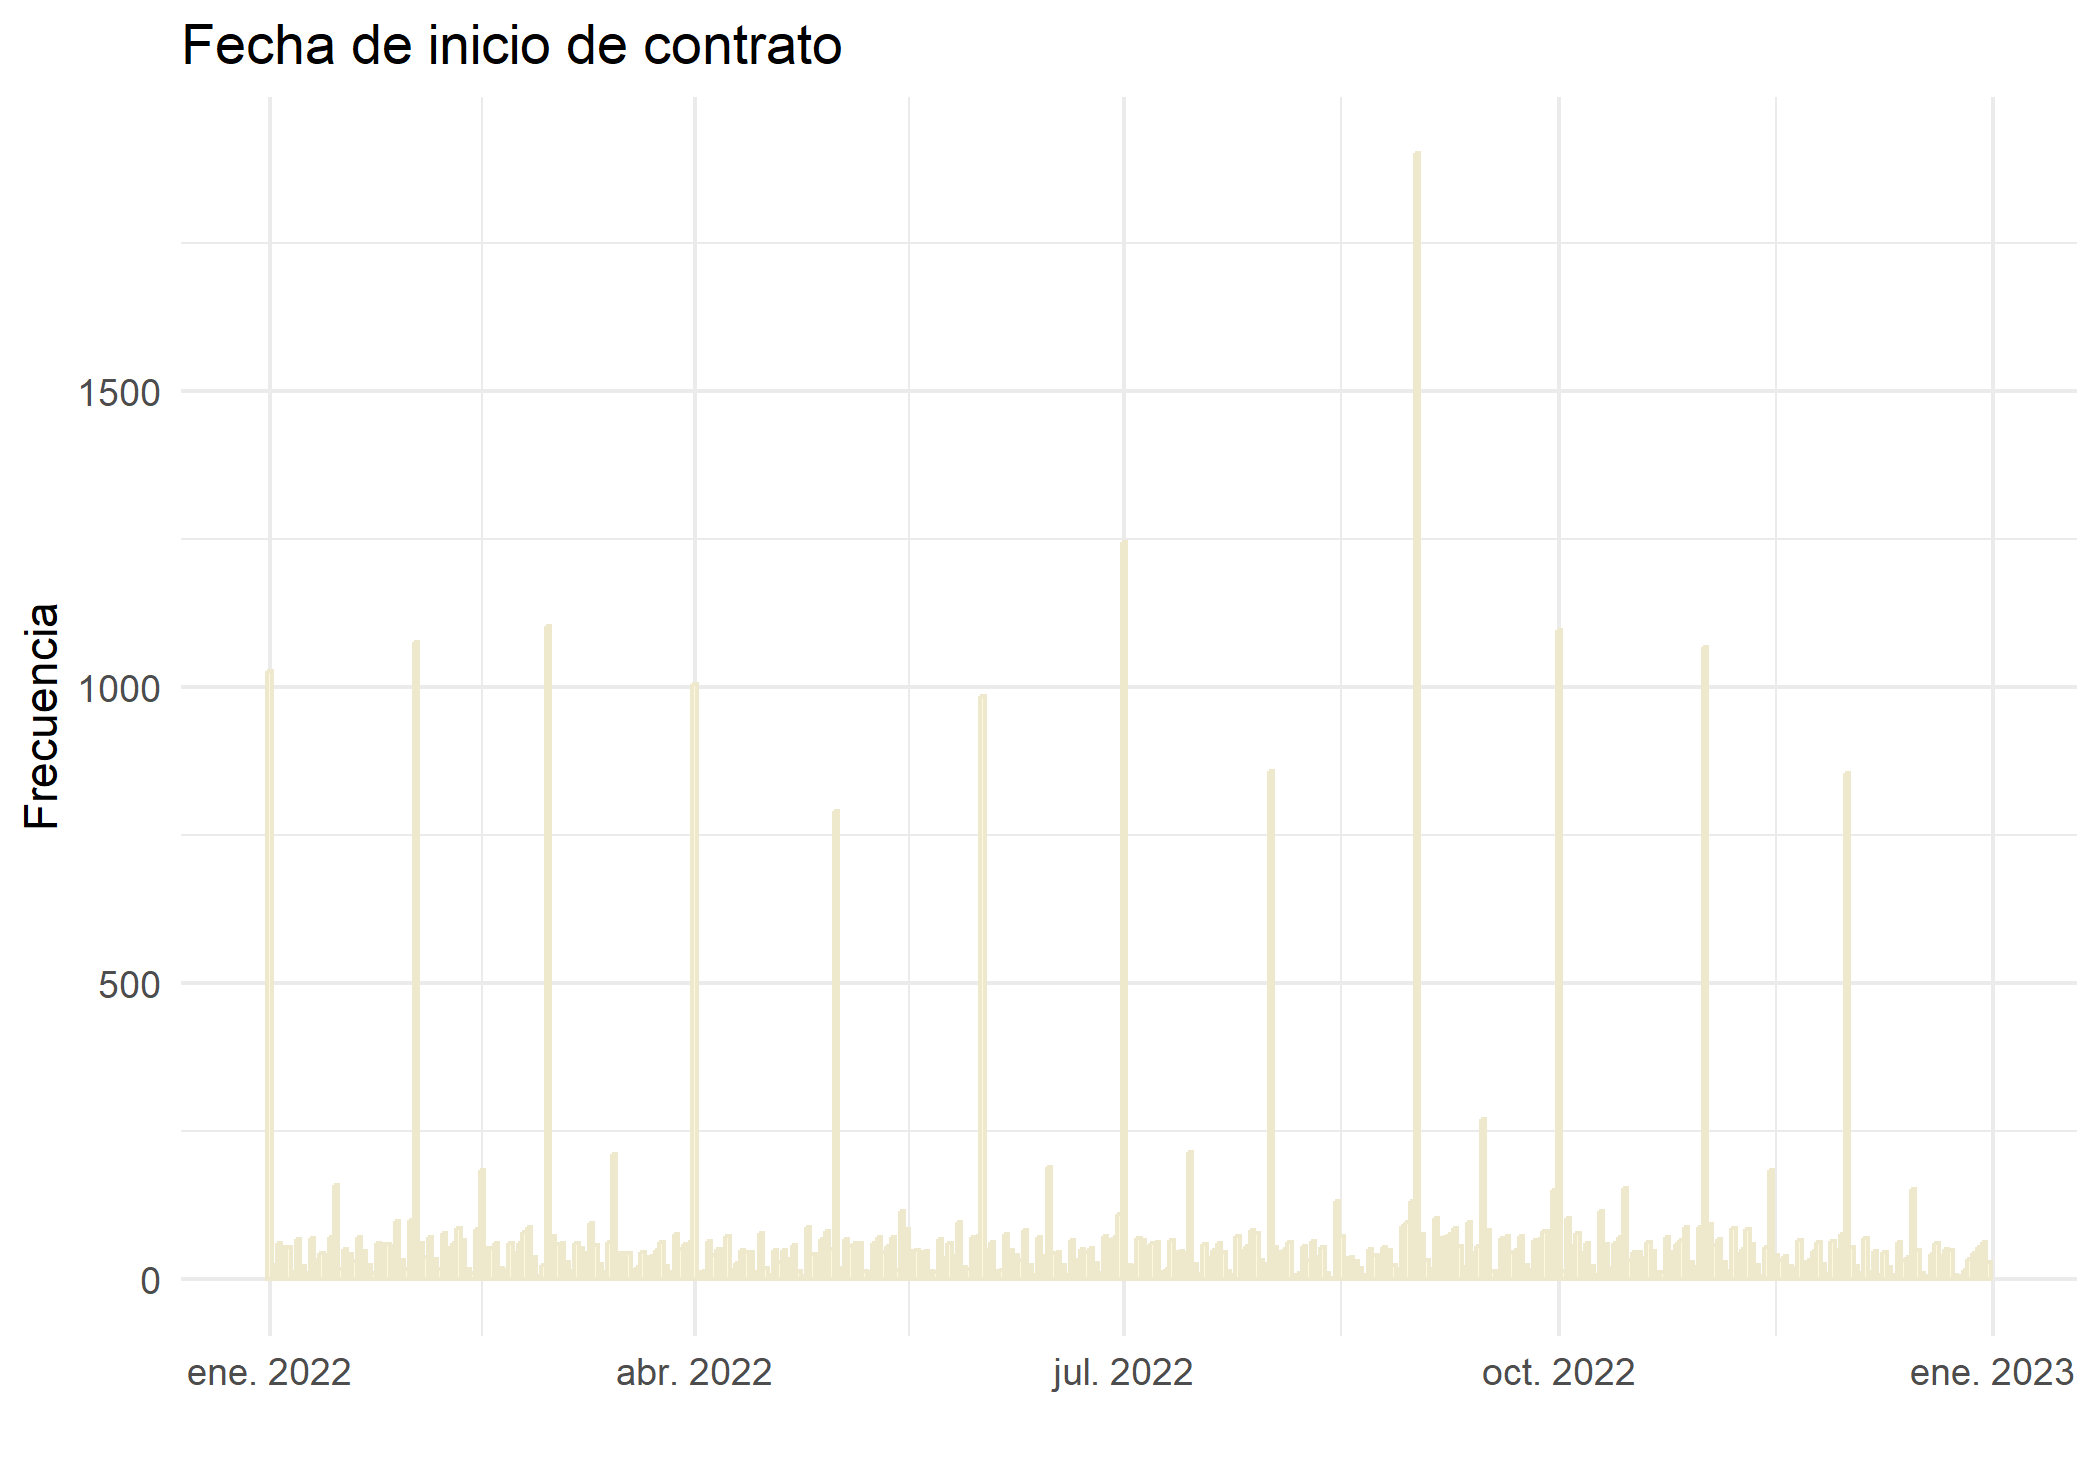 Fecha de inicio de contrato
Frecuencia
1500
1000
500
0
ene. 2022
abr. 2022
jul. 2022
oct. 2022
ene. 2023